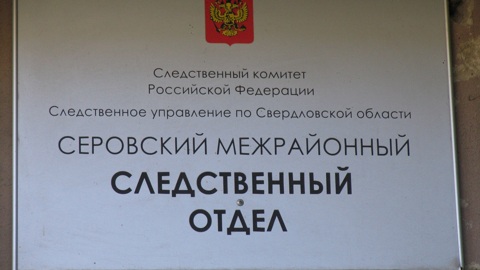 Следственный комитет
Российской Федерации
Следственное управление по Свердловской области
СЕРОВСКИЙ МЕЖРАЙОННЫЙ
СЛЕДСТВЕННЫЙ
ОТДЕЛ